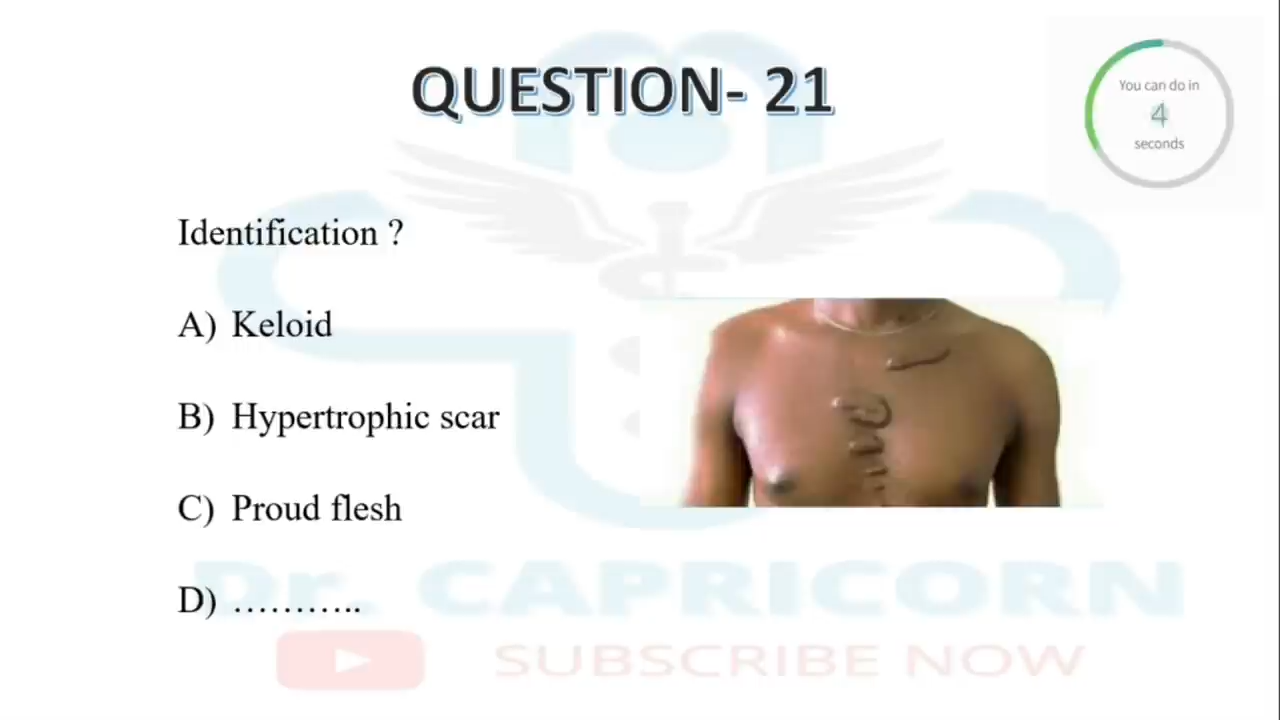 QUESTION- 21
You can do in
4
seconds
Identification ?
A) Keloid
B) Hypertrophic scar
C) Proud flesh
D) ………..
Dr. CAPRICORN
SUBSCRIBE NOW